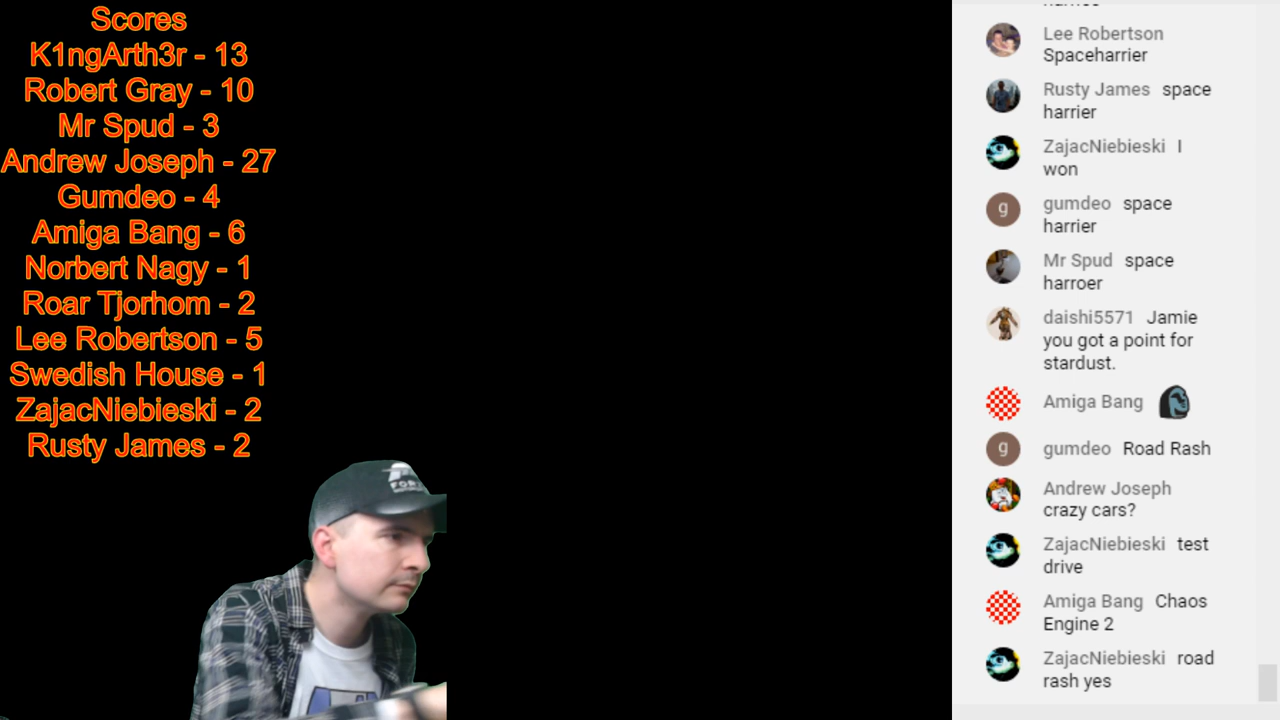 Scores
K1ngArth3r - 13
Robert Gray - 10
Mr Spud - 3
Andrew Joseph - 27
Gumdeo - 4
Amiga Bang - 6
Norbert Nagy - 1
Roar Tjorhom - 2
Lee Robertson - 5
Swedish House - 1
ZajacNiebieski - 2
Rusty James - 2
Lee Robertson
Spaceharrier
Rusty James space
harrier
ZajacNiebieski I
won
g
gumdeo space
harrier
Mr Spud space
harroer
daishi5571 Jamie
you got a point for
stardust.
Amiga Bang
g
gumdeo Road Rash
Andrew Joseph
crazy cars?
ZajacNiebieski test
drive
Amiga Bang Chaos
Engine 2
ZajacNiebieski road
rash yes